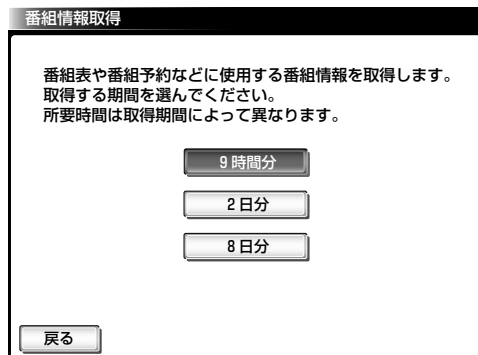 番組情報取得
番組表や番組予約などに使用する番組情報を取得します。
取得する期間を選んでください。
所要時間は取得期間によって異なります。
9時間分
2日分
8日分
戻る